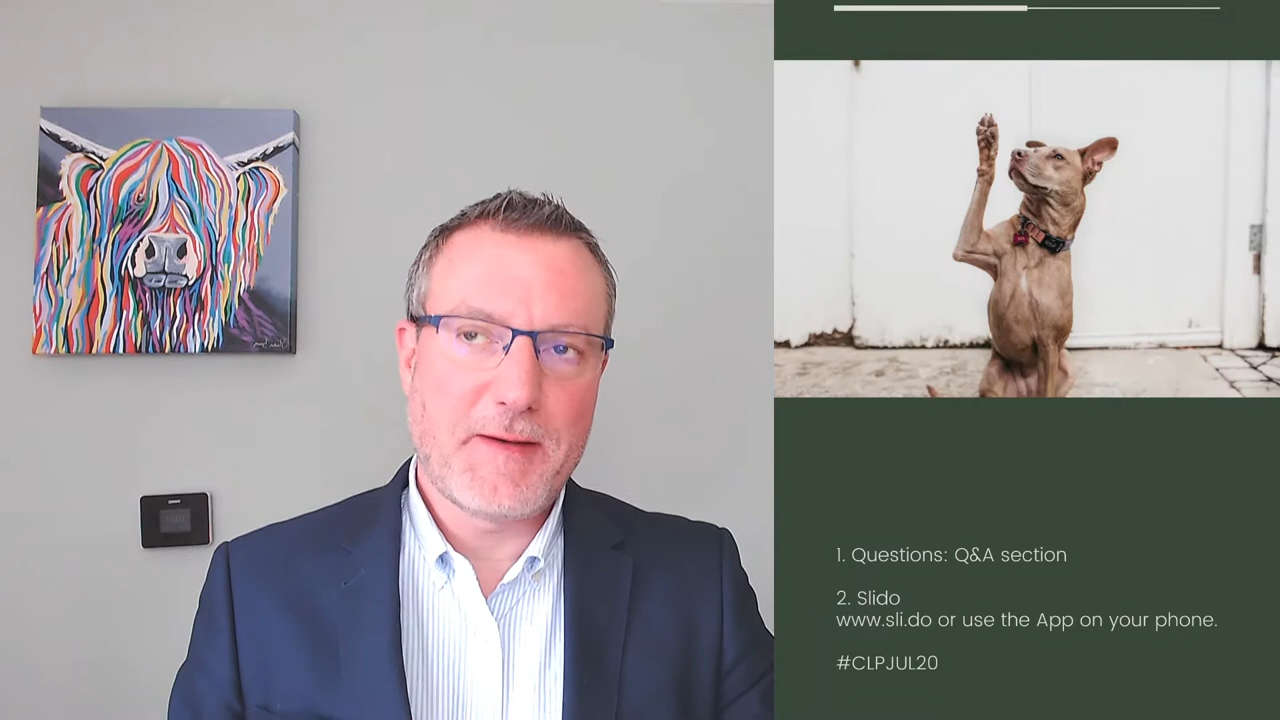 1. Questions: Q&A section
2. Slido
www.sli.do or use the App on your phone.
#CLPJUL20